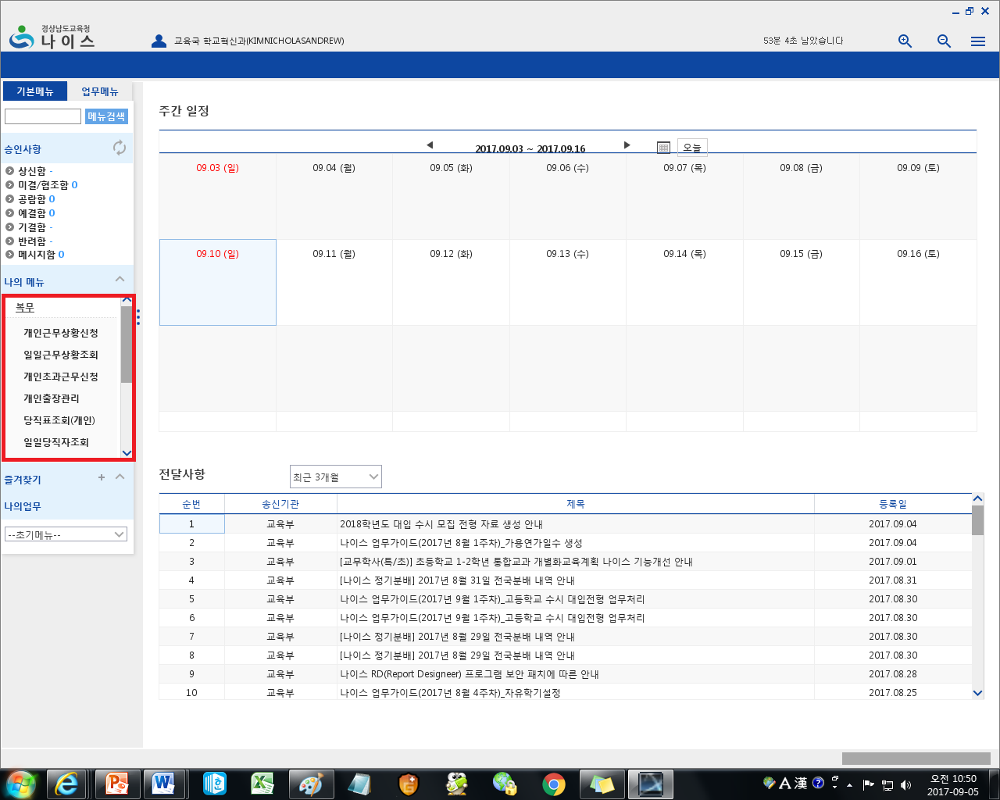 경상남도교육청
나이스
교육국 학교혁신과(KIMNICHOLASANDREW)
53분 4초 남았습니다
기본메뉴 업무메뉴
메뉴검색
승인사항
상신함 -
미결/협조함 0
공람함 0
예결함 0
기결함 -
반려함 -
메시지함 0
나의 메뉴
복무
개인근무상황신청
일일근무상황조회
개인초과근무신청
개인출장관리
당직표조회(개인)
일일당직자조회
즐겨찾기 +
나의업무
--초기메뉴--
주간 일정
2017.09.03 ~ 2017.09.16 오늘
09.03 (일) 09.04 (월) 09.05 (화) 09.06 (수) 09.07 (목) 09.08 (금) 09.09 (토)
09.10 (일) 09.11 (월) 09.12 (화) 09.13 (수) 09.14 (목) 09.15 (금) 09.16 (토)
전달사항 최근 3개월
순번 송신기관 제목 등록일
1 교육부 2018학년도 대입 수시 모집 전형 자료 생성 안내 2017.09.04
2 교육부 나이스 업무가이드(2017년 8월 1주차)_가용연가일수 생성 2017.09.04
3 교육부 [교무학사(특/초)] 초등학교 1-2학년 통합교과 개별화교육계획 나이스 기능개선 안내 2017.09.01
4 교육부 [나이스 정기분배] 2017년 8월 31일 전국분배 내역 안내 2017.08.31
5 교육부 나이스 업무가이드(2017년 9월 1주차)_고등학교 수시 대입전형 업무처리 2017.08.30
6 교육부 나이스 업무가이드(2017년 9월 1주차)_고등학교 수시 대입전형 업무처리 2017.08.30
7 교육부 [나이스 정기분배] 2017년 8월 29일 전국분배 내역 안내 2017.08.30
8 교육부 [나이스 정기분배] 2017년 8월 29일 전국분배 내역 안내 2017.08.30
9 교육부 나이스 RD(Report Designeer) 프로그램 보안 패치에 따른 안내 2017.08.28
10 교육부 나이스 업무가이드(2017년 8월 4주차)_자유학기설정 2017.08.25
A 漢
오전 10:50
2017-09-05